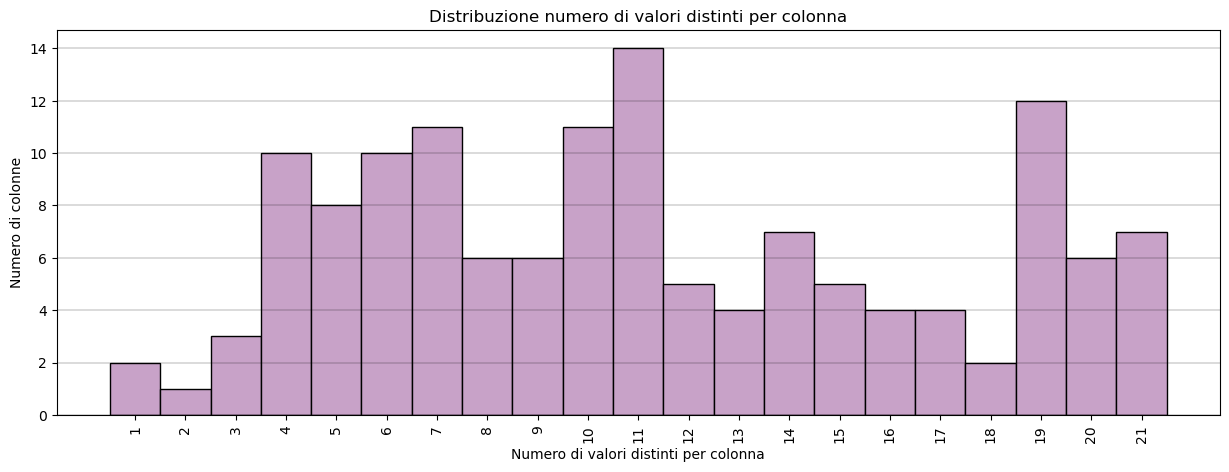 Distribuzione numero di valori distinti per colonna
14
12
10
8
6
4
2
0
Numero di colonne
1 2 3 4 5 6 7 8 9 10 11 12 13 14 15 16 17 18 19 20 21
Numero di valori distinti per colonna